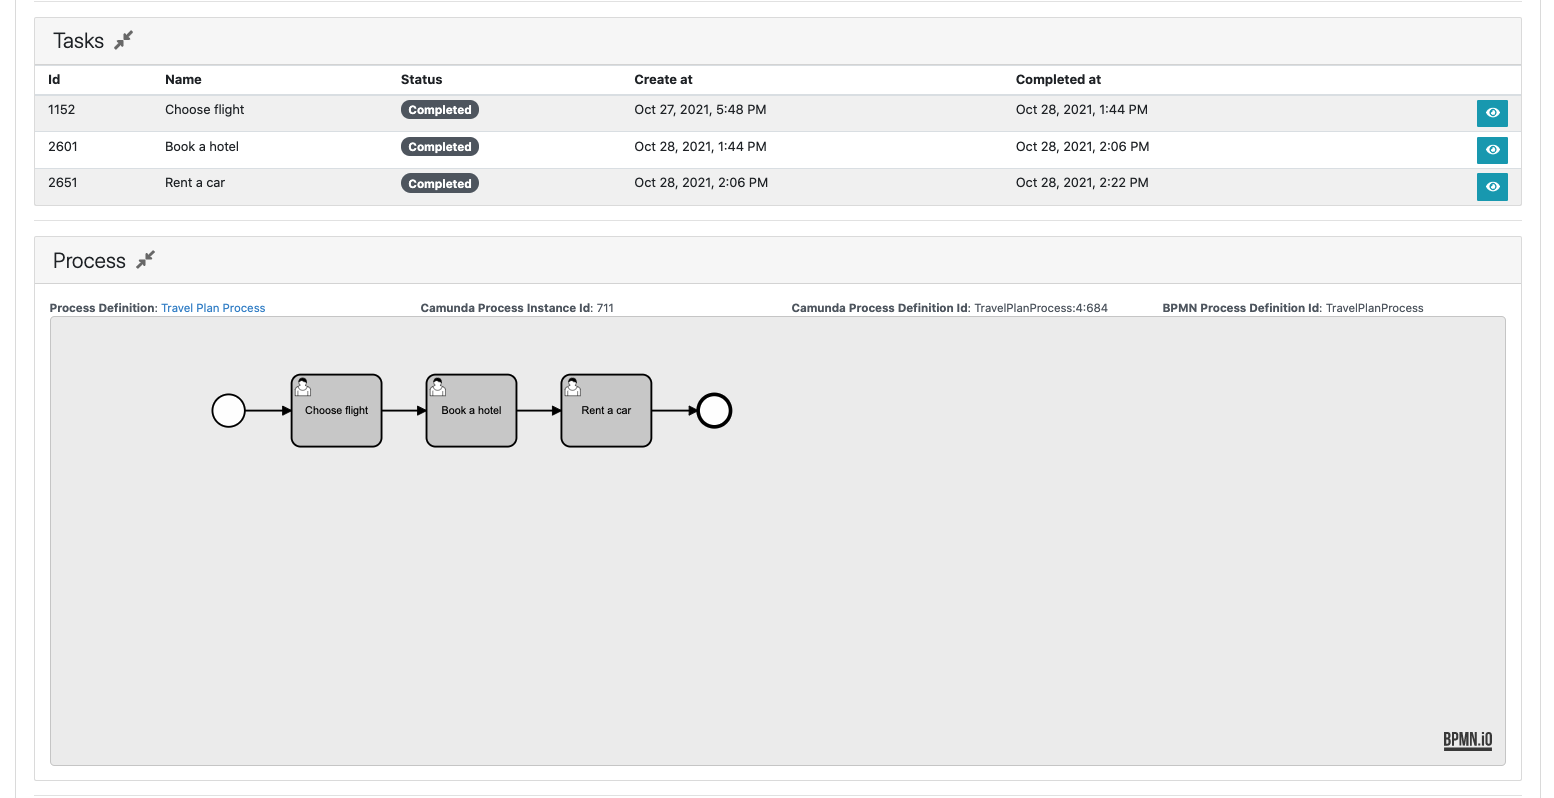 Tasks
Id Name Status Create at Completed at
1152 Choose flight Completed Oct 27, 2021, 5:48 PM Oct 28, 2021, 1:44 PM
2601 Book a hotel Completed Oct 28, 2021, 1:44 PM Oct 28, 2021, 2:06 PM
2651 Rent a car Completed Oct 28, 2021, 2:06 PM Oct 28, 2021, 2:22 PM
Process
Process Definition: Travel Plan Process Camunda Process Instance Id: 711 Camunda Process Definition Id: TravelPlanProcess:4:684 BPMN Process Definition Id: TravelPlanProcess
Choose flight Book a hotel Rent a car
BPMN.iO